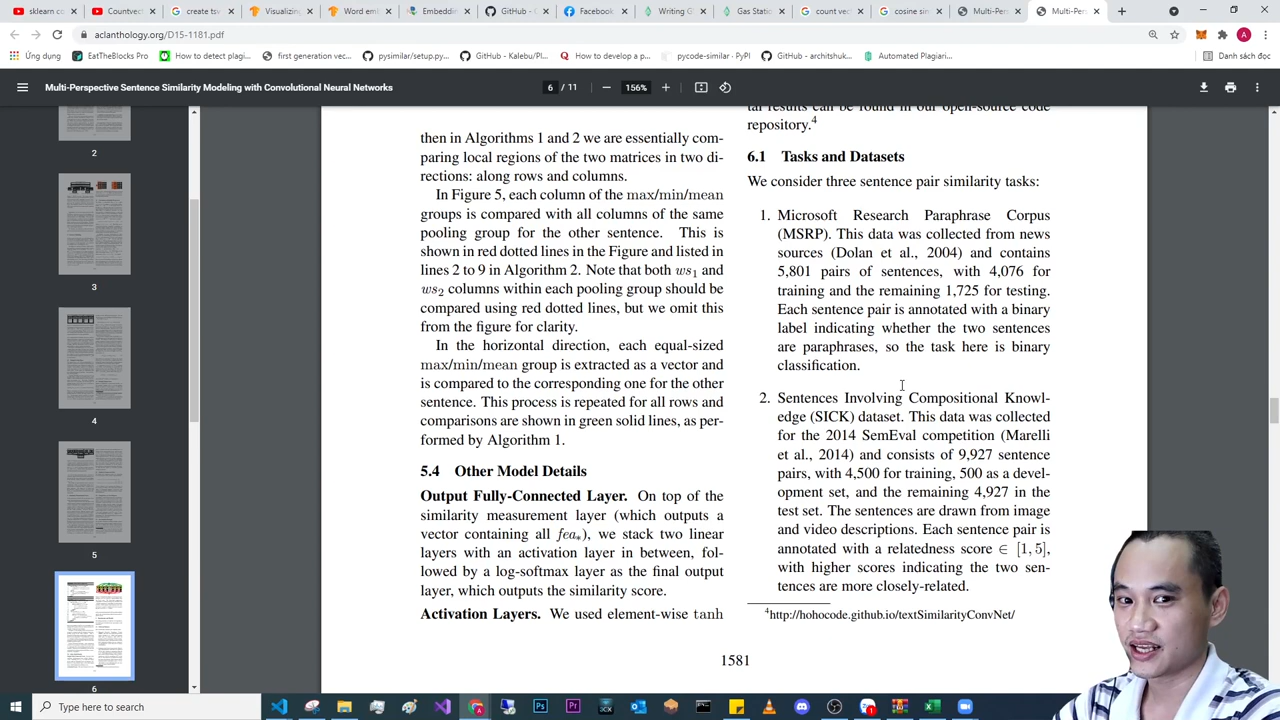 sklearn co
create tsv
Visualizing
Word em
Embeddi
GitHub
Faceboo
Writing G
Gas Stati
count vec
cosine sim
Multi-Pers
Multi-Per
aclanthology.org/D15-1181.pdf
Ứng dụng
EatTheBlocks Pro
How to detect plagi...
first generation vec...
pysimilar/setup.py...
GitHub - Kalebu/Pl...
How to develop a p...
pycode-similar · PyPI
GitHub - architshuk...
Automated Plagiari...
Danh sách đọc
Multi-Perspective Sentence Similarity Modeling with Convolutional Neural Networks
6 / 11
156%
2
3
4
5
6
then in Algorithms 1 and 2 we are essentially com-
paring local regions of the two matrices in two di-
rections: along rows and columns.
In Figure 5, each column of the max/min/mean
groups is compared with all columns of the same
pooling group for the other sentence. This is
shown in red dotted lines in the Figure and listed in
lines 2 to 9 in Algorithm 2. Note that both ws1 and
ws2 columns within each pooling group should be
compared using red dotted lines, but we omit this
from the figure for clarity.
In the horizontal direction, each equal-sized
max/min/mean group is extracted as a vector and
is compared to the corresponding one for the other
sentence. This process is repeated for all rows and
comparisons are shown in green solid lines, as per-
formed by Algorithm 1.
5.4 Other Model Details
Output Fully-Connected Layer. On top of the
similarity measurement layer (which outputs a
vector containing all fea*), we stack two linear
layers with an activation layer in between, fol-
lowed by a log-softmax layer as the final output
layer, which outputs the similarity score.
Activation Layers. We used element-wise tanh
repository.4
6.1 Tasks and Datasets
We consider three sentence pair similarity tasks:
1. Microsoft Research Paraphrase Corpus
(MSRP). This data was collected from news
sources (Dolan et al., 2004) and contains
5,801 pairs of sentences, with 4,076 for
training and the remaining 1,725 for testing.
Each sentence pair is annotated with a binary
label indicating whether the two sentences
are paraphrases, so the task here is binary
classification.
2. Sentences Involving Compositional Knowl-
edge (SICK) dataset. This data was collected
for the 2014 SemEval competition (Marelli
et al., 2014) and consists of 9,927 sentence
pairs, with 4,500 for training, 500 as a devel-
opment set, and the remaining 4,927 in the
test set. The sentences are drawn from image
and video descriptions. Each sentence pair is
annotated with a relatedness score ∈ [1, 5],
with higher scores indicating the two sen-
tences are more closely-related.
1581
Type here to search